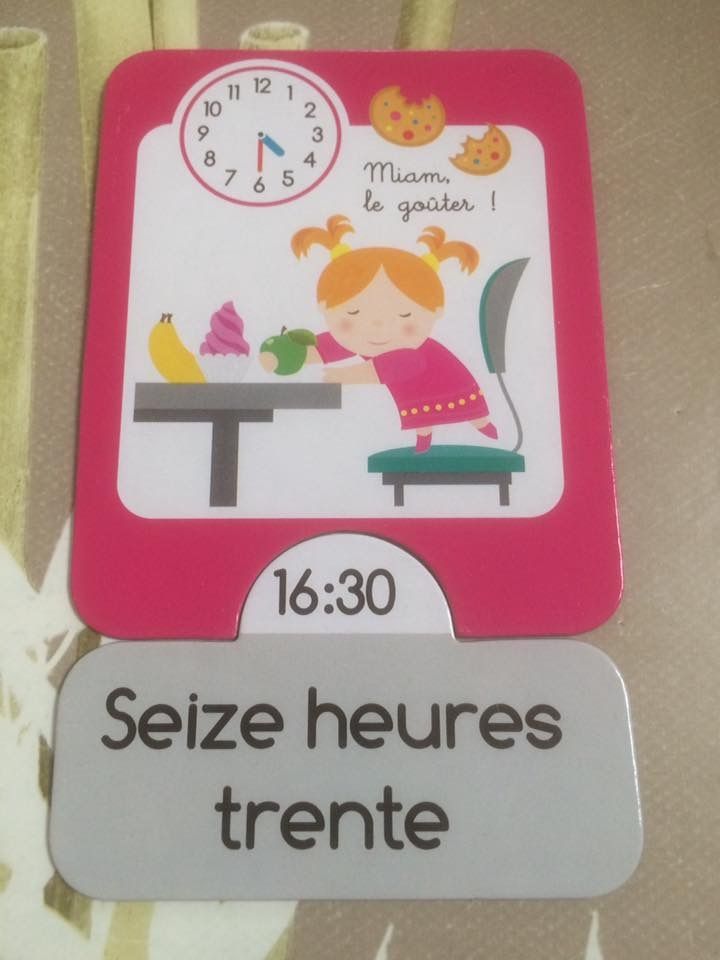 12
11 1
10 2
9 3
8 4
7 5
6
Miam,
le goûter !
16:30
Seize heures
trente